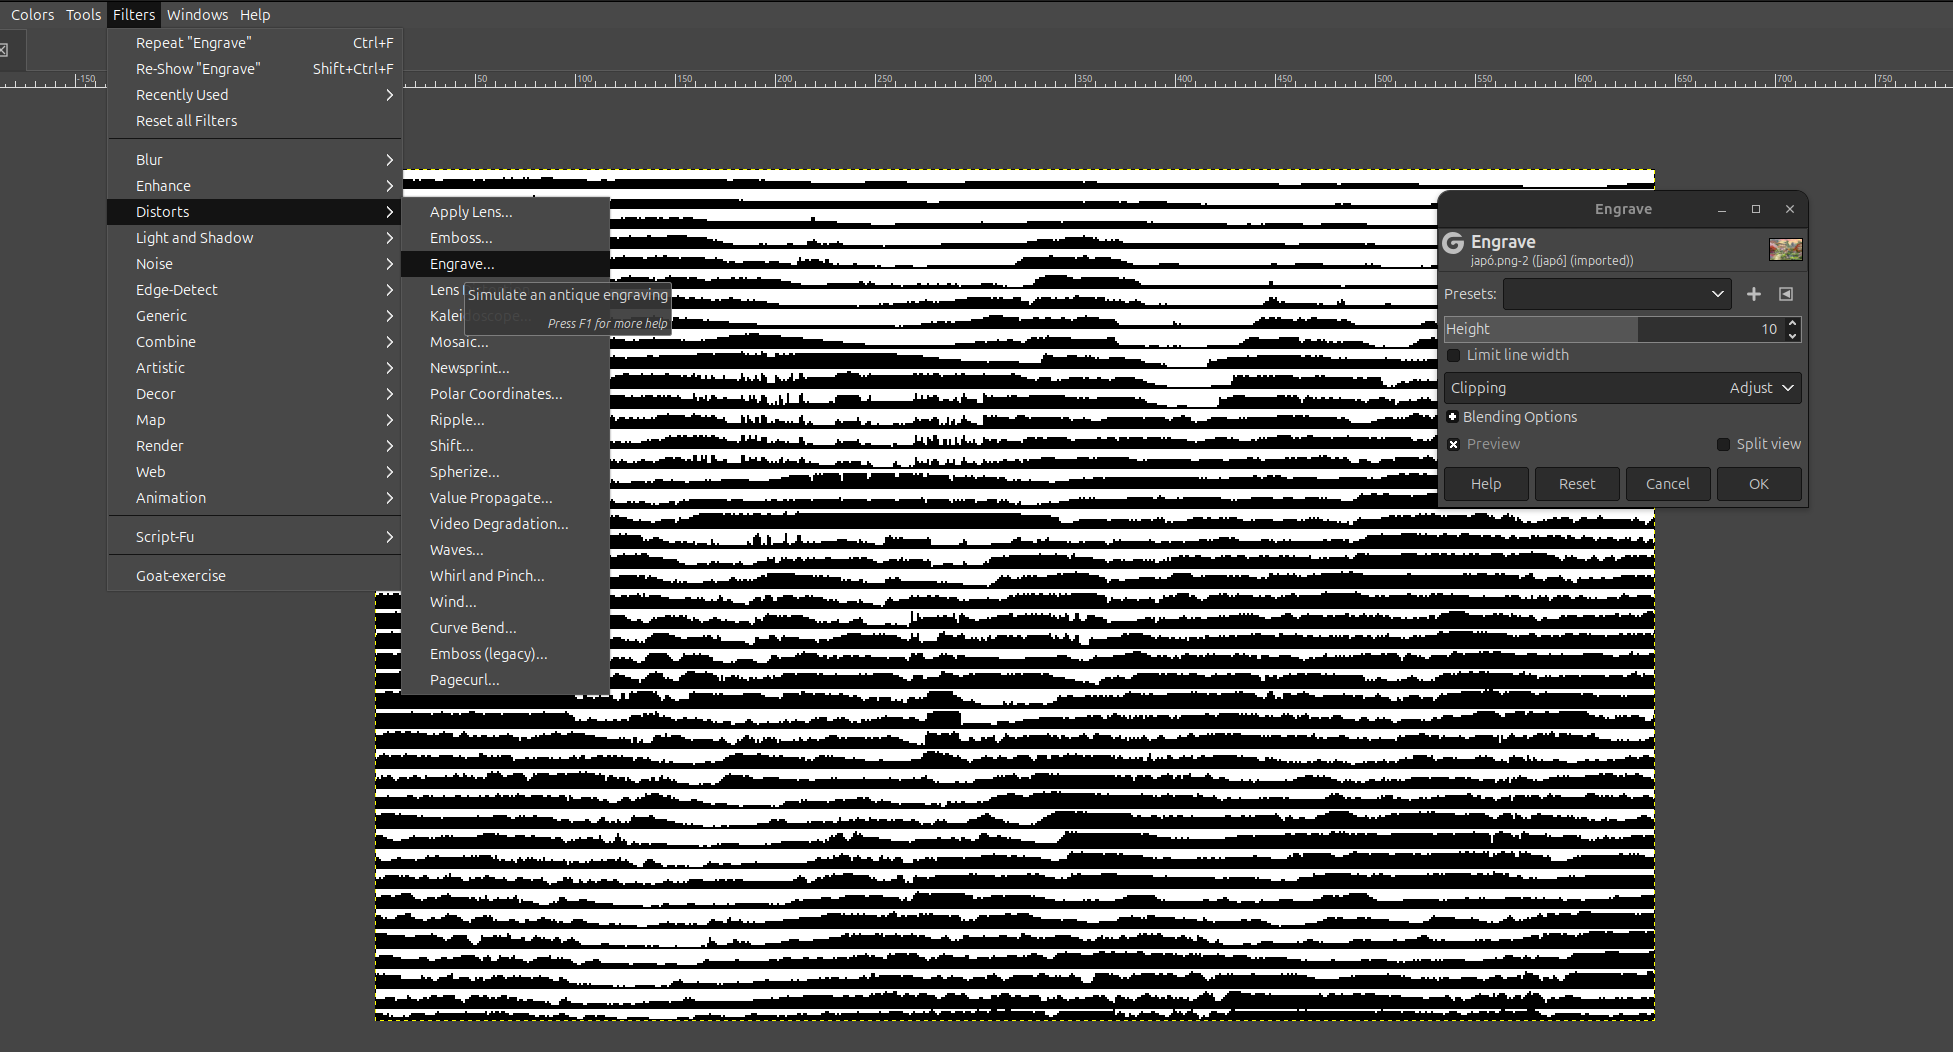 Colors Tools Filters Windows Help
Repeat "Engrave" Ctrl+F
Re-Show "Engrave" Shift+Ctrl+F
Recently Used
Reset all Filters
Blur
Enhance
Distorts
Light and Shadow
Noise
Edge-Detect
Generic
Combine
Artistic
Decor
Map
Render
Web
Animation
Script-Fu
Goat-exercise
-150 50 100 150 200 250 300 350 400 450 500 550 600 650 700 750
Apply Lens...
Emboss...
Engrave...
Lens
Kaleidoscope...
Mosaic...
Newsprint...
Polar Coordinates...
Ripple...
Shift...
Spherize...
Value Propagate...
Video Degradation...
Waves...
Whirl and Pinch...
Wind...
Curve Bend...
Emboss (legacy)...
Pagecurl...
Simulate an antique engraving
Press F1 for more help
Engrave
Engrave
japó.png-2 ([japó] (imported))
Presets:
Height 10
Limit line width
Clipping Adjust
Blending Options
Preview Split view
Help Reset Cancel OK